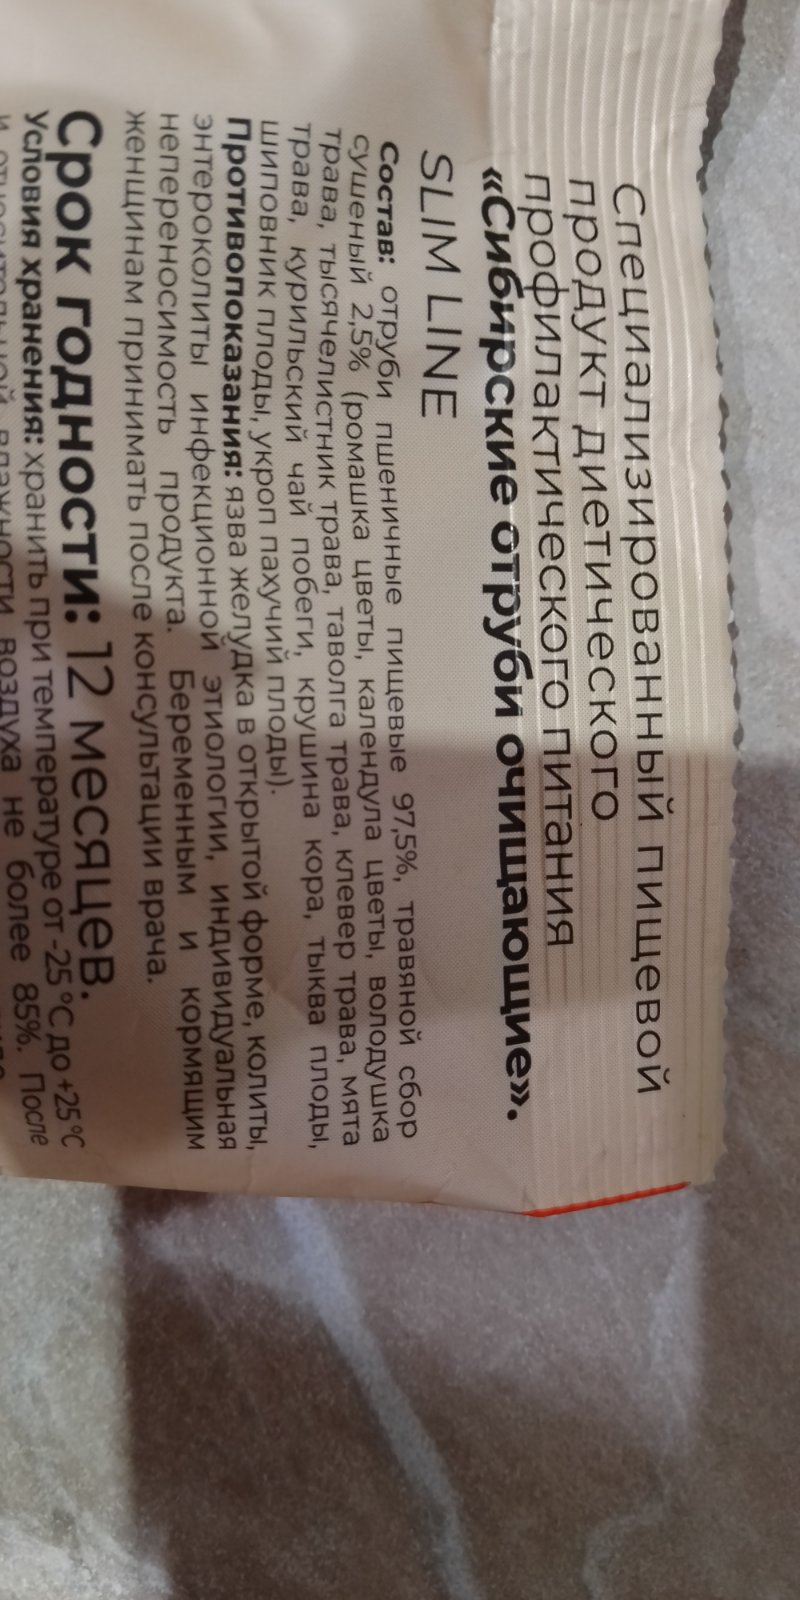 Специализированный пищевой
продукт диетического
профилактического питания
«Сибирские отруби очищающие».
SLIM LINE
Состав: отруби пшеничные пищевые 97,5%, травяной сбор
сушеный 2,5% (ромашка цветы, календула цветы, володушка
трава, тысячелистник трава, таволга трава, клевер трава, мята
трава, курильский чай побеги, крушина кора, тыква плоды,
шиповник плоды, укроп пахучий плоды).
Противопоказания: язва желудка в открытой форме, колиты,
энтероколиты инфекционной этиологии, индивидуальная
непереносимость продукта. Беременным и кормящим
женщинам принимать после консультации врача.
Срок годности: 12 месяцев.
Условия хранения: хранить при температуре от -25 °С до +25 °С
и относительной влажности воздуха не более 85%. После